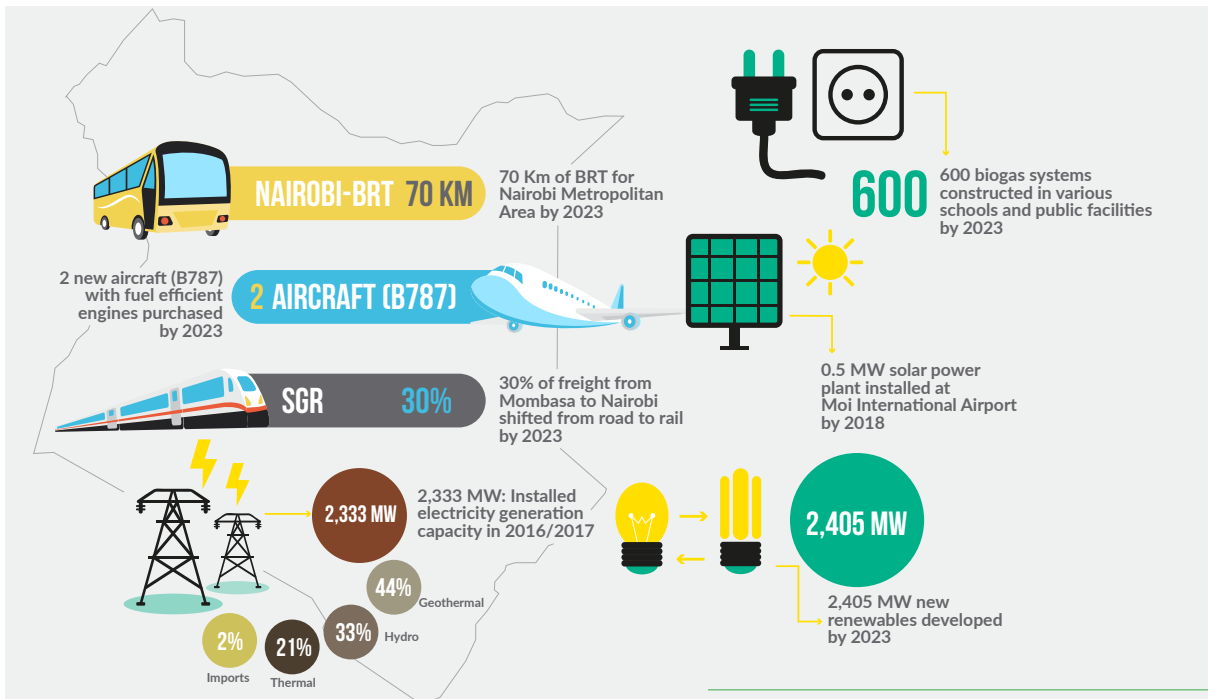 NAIROBI-BRT 70 KM
70 Km of BRT for
Nairobi Metropolitan
Area by 2023
600
600 biogas systems
constructed in various
schools and public facilities
by 2023
2 new aircraft (B787)
with fuel efficient
engines purchased
by 2023
2 AIRCRAFT (B787)
0.5 MW solar power
plant installed at
Moi International Airport
by 2018
SGR 30%
30% of freight from
Mombasa to Nairobi
shifted from road to rail
by 2023
2,333 MW
2,333 MW: Installed
electricity generation
capacity in 2016/2017
44%
Geothermal
33%
Hydro
21%
Thermal
2%
Imports
2,405 MW
2,405 MW new
renewables developed
by 2023